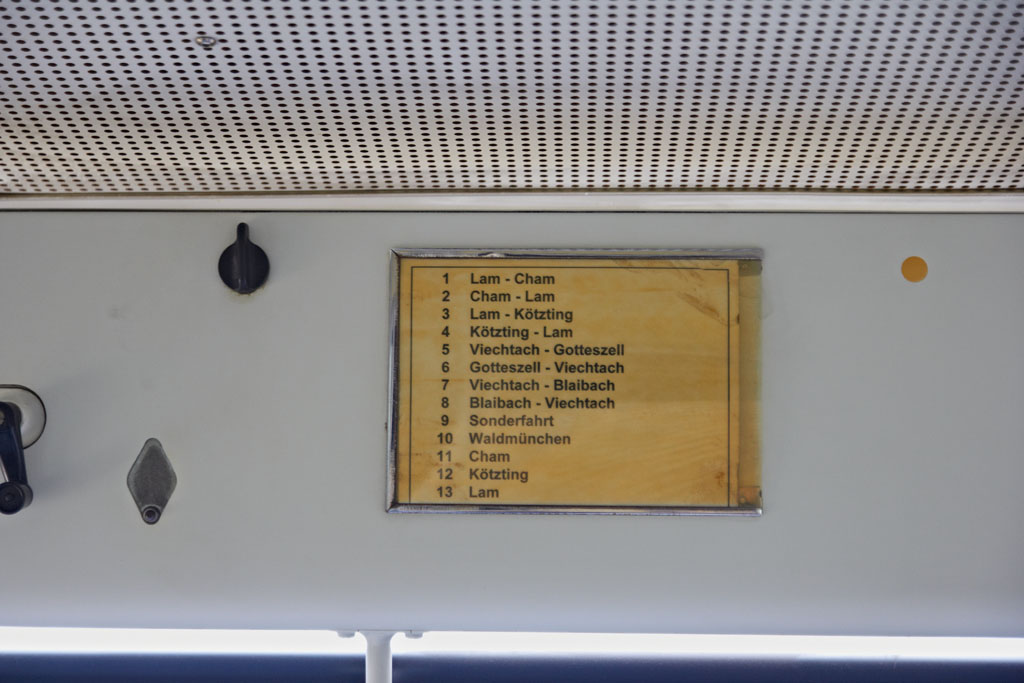 1 Lam - Cham
2 Cham - Lam
3 Lam - Kötzting
4 Kötzting - Lam
5 Viechtach - Gotteszell
6 Gotteszell - Viechtach
7 Viechtach - Blaibach
8 Blaibach - Viechtach
9 Sonderfahrt
10 Waldmünchen
11 Cham
12 Kötzting
13 Lam